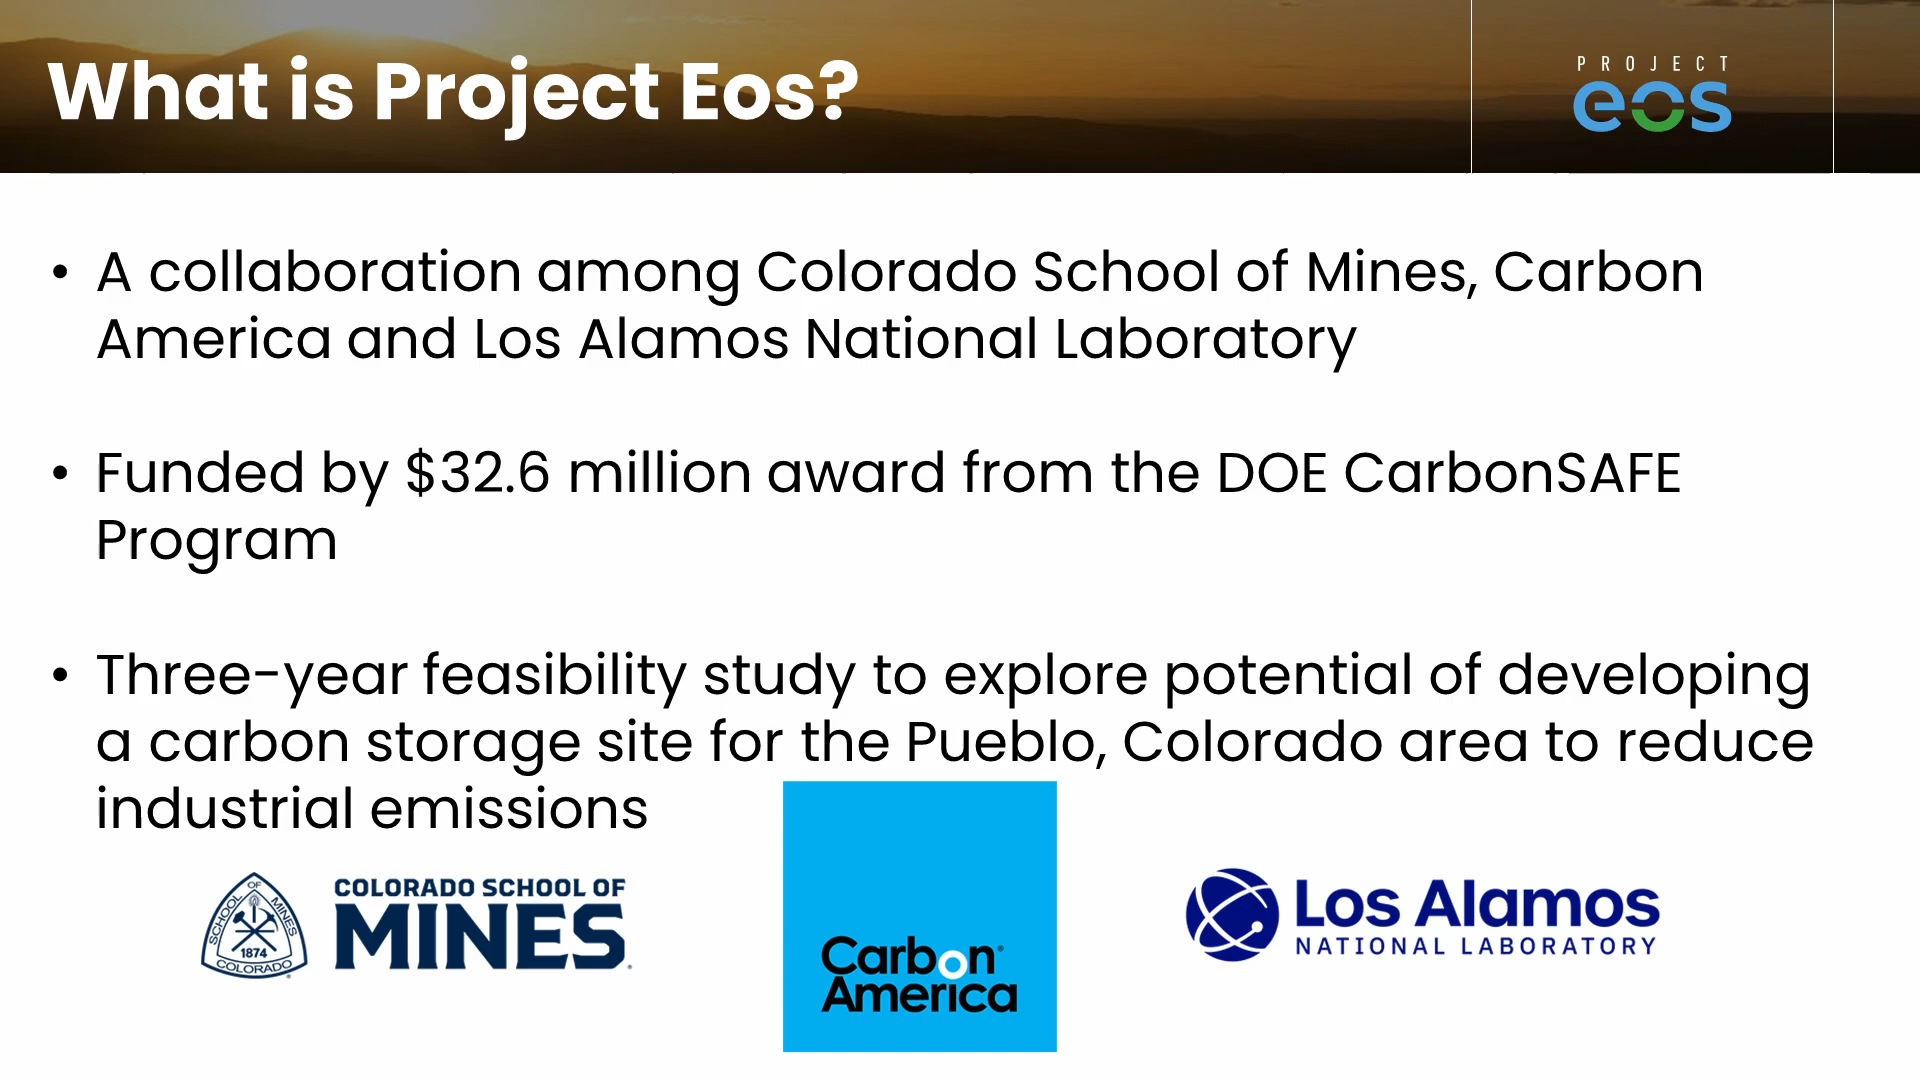 What is Project Eos?
PROJECT
eos
• A collaboration among Colorado School of Mines, Carbon
America and Los Alamos National Laboratory
• Funded by $32.6 million award from the DOE CarbonSAFE
Program
• Three-year feasibility study to explore potential of developing
a carbon storage site for the Pueblo, Colorado area to reduce
industrial emissions
SCHOOL OF MINES
1874
COLORADO
COLORADO SCHOOL OF
MINES
Carbon
America
Los Alamos
NATIONAL LABORATORY